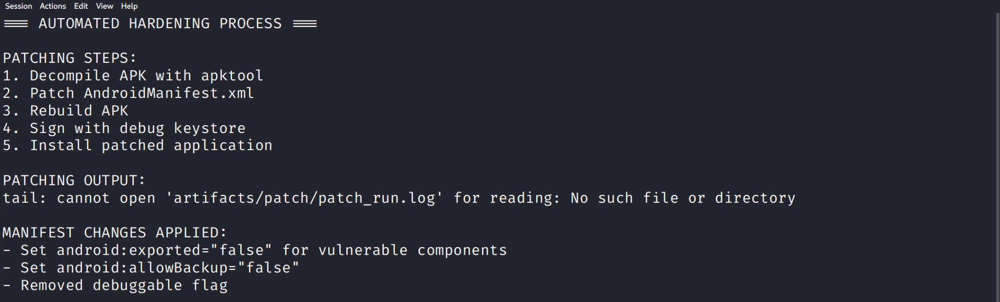 Session Actions Edit View Help
=== AUTOMATED HARDENING PROCESS ===
PATCHING STEPS:
1. Decompile APK with apktool
2. Patch AndroidManifest.xml
3. Rebuild APK
4. Sign with debug keystore
5. Install patched application
PATCHING OUTPUT:
tail: cannot open 'artifacts/patch/patch_run.log' for reading: No such file or directory
MANIFEST CHANGES APPLIED:
- Set android:exported="false" for vulnerable components
- Set android:allowBackup="false"
- Removed debuggable flag